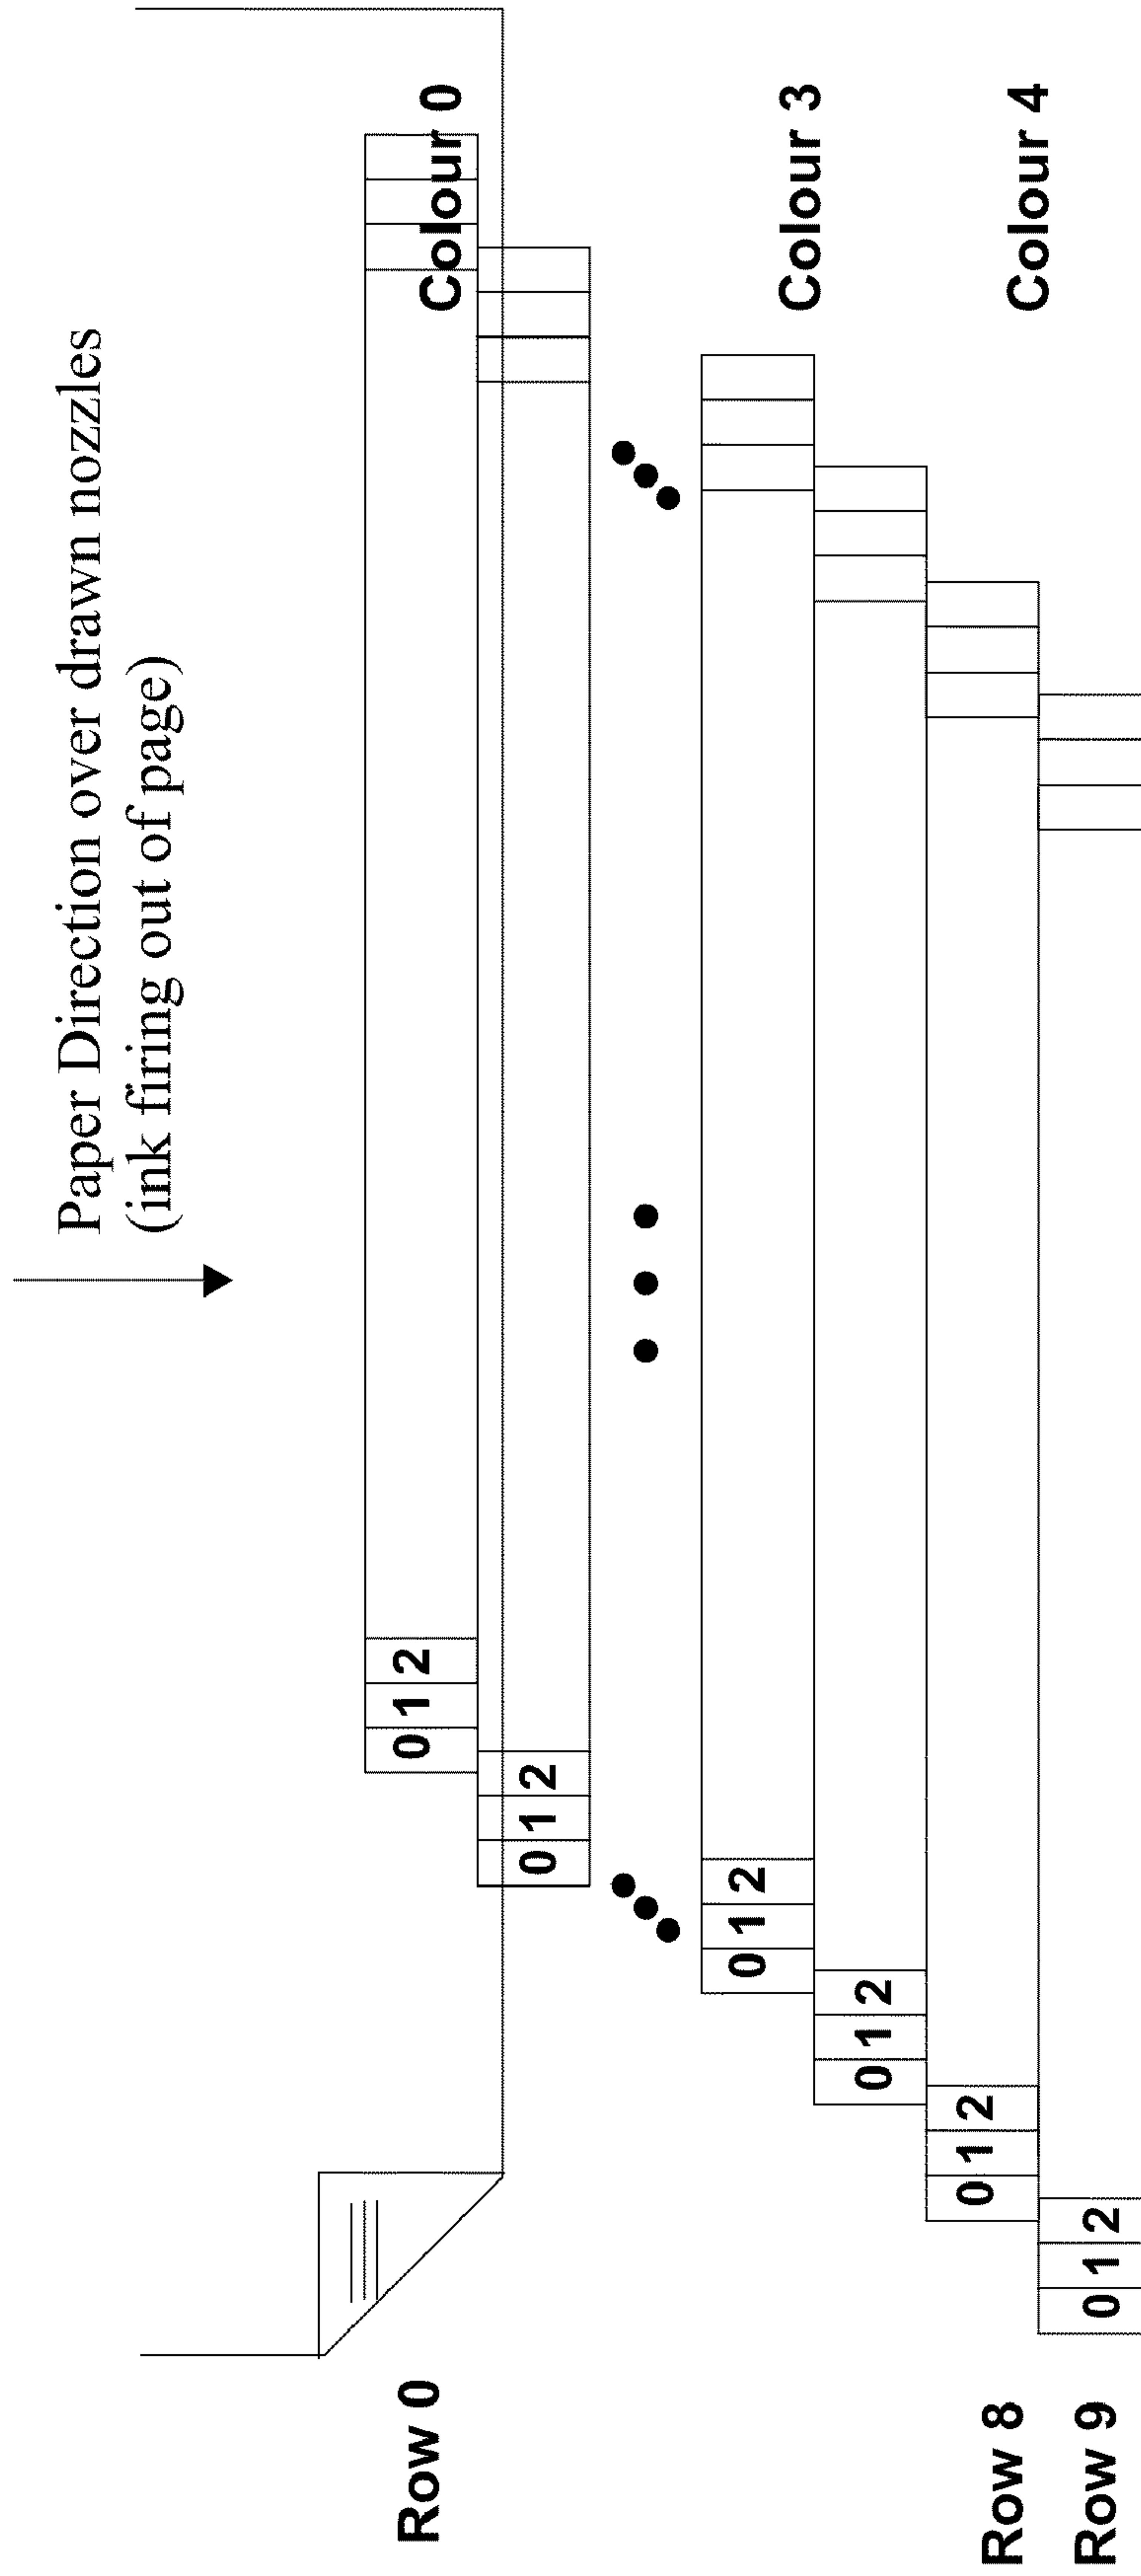 Paper Direction over drawn nozzles
(ink firing out of page)
Row 0
0 1 2
Colour 0
0 1 2
0 1 2
Colour 3
0 1 2
Row 8
0 1 2
Colour 4
Row 9
0 1 2